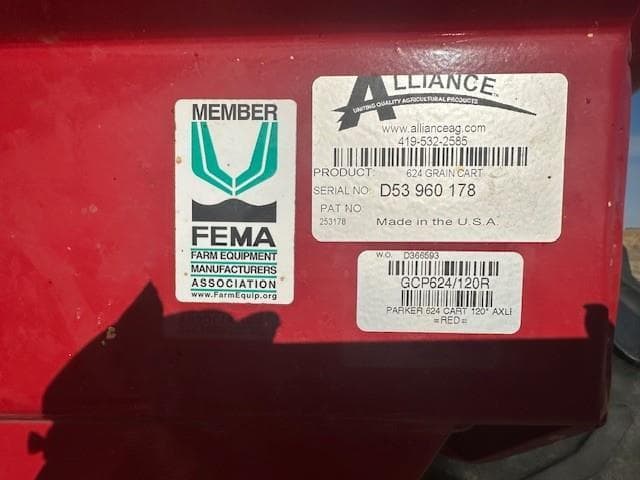 MEMBER
FEMA
FARM EQUIPMENT
MANUFACTURERS
ASSOCIATION
www.FarmEquip.org
ALLIANCE™
UNITING QUALITY AGRICULTURAL PRODUCTS
www.allianceag.com
419-532-2585
PRODUCT: 624 GRAIN CART
SERIAL NO: D53 960 178
PAT NO
253178 Made in the U.S.A.
W.O. D366593
GCP624/120R
PARKER 624 CART 120" AXLE
=RED=